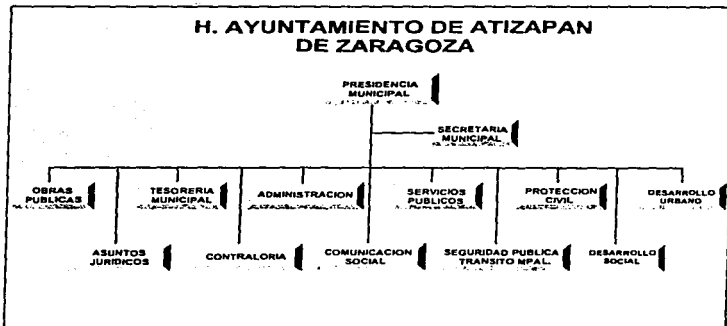 H. AYUNTAMIENTO DE ATIZAPAN
DE ZARAGOZA
PRESIDENCIA
MUNICIPAL
SECRETARIA
MUNICIPAL
OBRAS
PUBLICAS
TESORERIA
MUNICIPAL
ADMINISTRACION
SERVICIOS
PUBLICOS
PROTECCION
CIVIL
DESARROLLO
URBANO
ASUNTOS
JURIDICOS
CONTRALORIA
COMUNICACION
SOCIAL
SEGURIDAD PUBLICA
TRANSITO MPAL.
DESARROLLO
SOCIAL